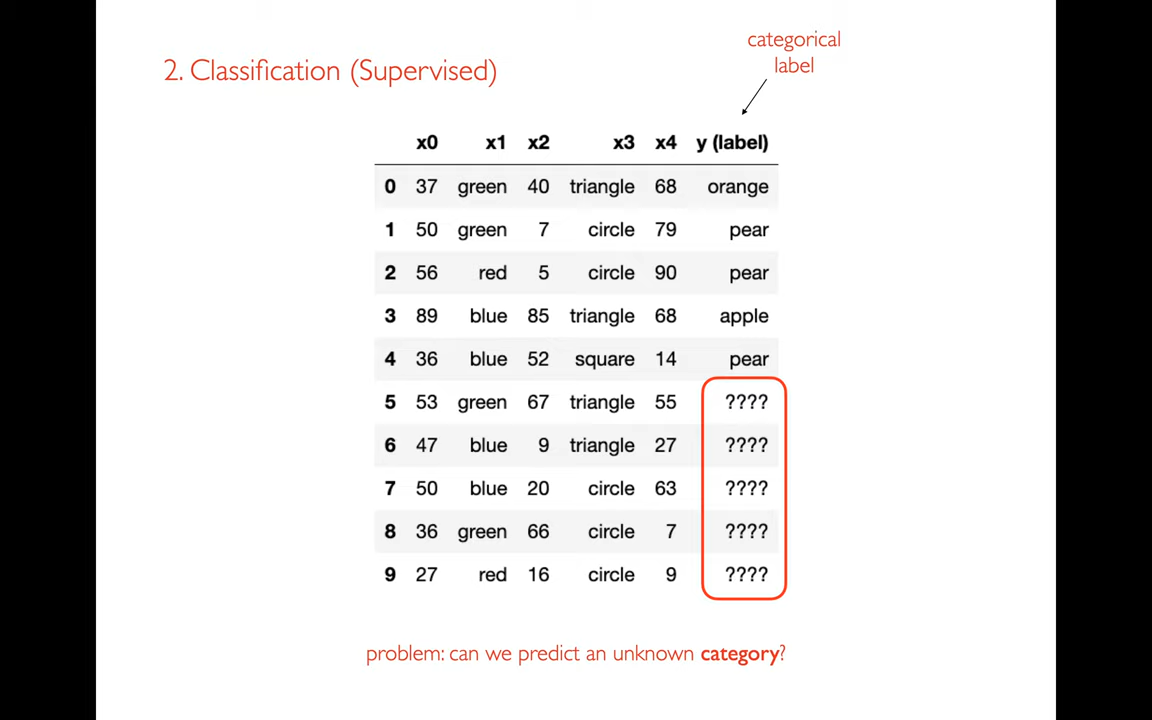 categorical
label
2. Classification (Supervised)
x0 x1 x2 x3 x4 y (label)
0 37 green 40 triangle 68 orange
1 50 green 7 circle 79 pear
2 56 red 5 circle 90 pear
3 89 blue 85 triangle 68 apple
4 36 blue 52 square 14 pear
5 53 green 67 triangle 55 ????
6 47 blue 9 triangle 27 ????
7 50 blue 20 circle 63 ????
8 36 green 66 circle 7 ????
9 27 red 16 circle 9 ????
problem: can we predict an unknown category?